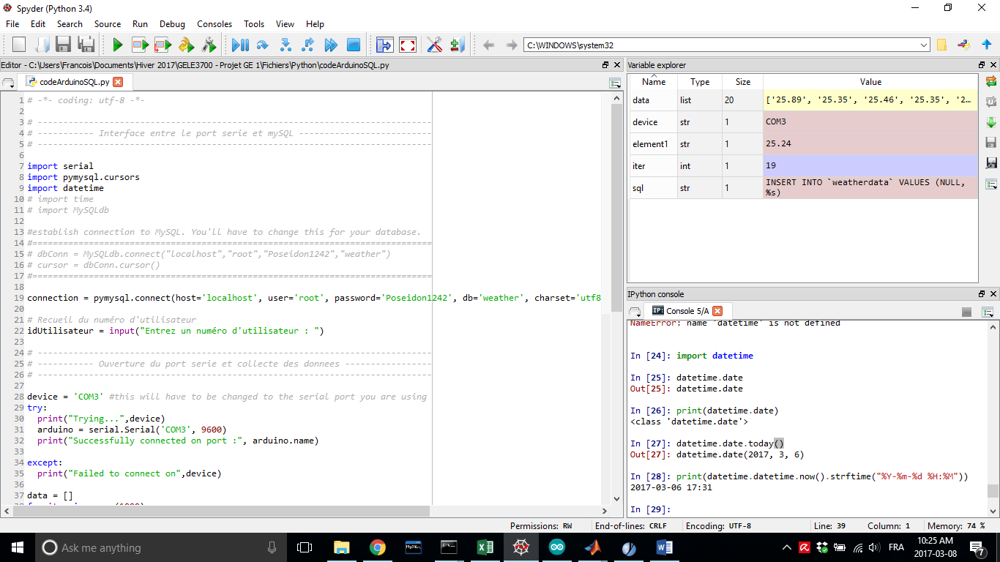 Spyder (Python 3.4)
File Edit Search Source Run Debug Consoles Tools View Help
C:\WINDOWS\system32
Editor - C:\Users\Francois\Documents\Hiver 2017\GELE3700 - Projet GE 1\Fichiers\Python\codeArduinoSQL.py
codeArduinoSQL.py
1 # -*- coding: utf-8 -*-
2
3 # ----------------------------------------------------------------------
4 # ----------- Interface entre le port serie et mySQL ------------------------
5 # ----------------------------------------------------------------------
6
7 import serial
8 import pymysql.cursors
9 import datetime
10 # import time
11 # import MySQLdb
12
13 #establish connection to MySQL. You'll have to change this for your database.
14 #======================================================================
15 # dbConn = MySQLdb.connect("localhost","root","Poseidon1242","weather")
16 # cursor = dbConn.cursor()
17 #======================================================================
18
19 connection = pymysql.connect(host='localhost', user='root', password='Poseidon1242', db='weather', charset='utf8
20
21 # Recueil du numéro d'utilisateur
22 idUtilisateur = input("Entrez un numéro d'utilisateur : ")
23
24 # ----------------------------------------------------------------------
25 # ----------- Ouverture du port serie et collecte des donnees -----------------
26 # ----------------------------------------------------------------------
27
28 device = 'COM3' #this will have to be changed to the serial port you are using
29 try:
30 print("Trying...",device)
31 arduino = serial.Serial('COM3', 9600)
32 print("Successfully connected on port :", arduino.name)
33
34 except:
35 print("Failed to connect on",device)
36
37 data = []
Variable explorer
Name Type Size Value
data list 20 ['25.89', '25.35', '25.46', '25.35', '2...
device str 1 COM3
element1 str 1 25.24
iter int 1 19
sql str 1 INSERT INTO `weatherdata` VALUES (NULL,
%s)
IPython console
IP: Console 5/A
NameError: name 'datetime' is not defined
In [24]: import datetime
In [25]: datetime.date
Out[25]: datetime.date
In [26]: print(datetime.date)
<class 'datetime.date'>
In [27]: datetime.date.today()
Out[27]: datetime.date(2017, 3, 6)
In [28]: print(datetime.datetime.now().strftime("%Y-%m-%d %H:%M"))
2017-03-06 17:31
In [29]:
Permissions: RW End-of-lines: CRLF Encoding: UTF-8 Line: 39 Column: 1 Memory: 74 %
Ask me anything
MySQL
FRA
10:25 AM
2017-03-08
7